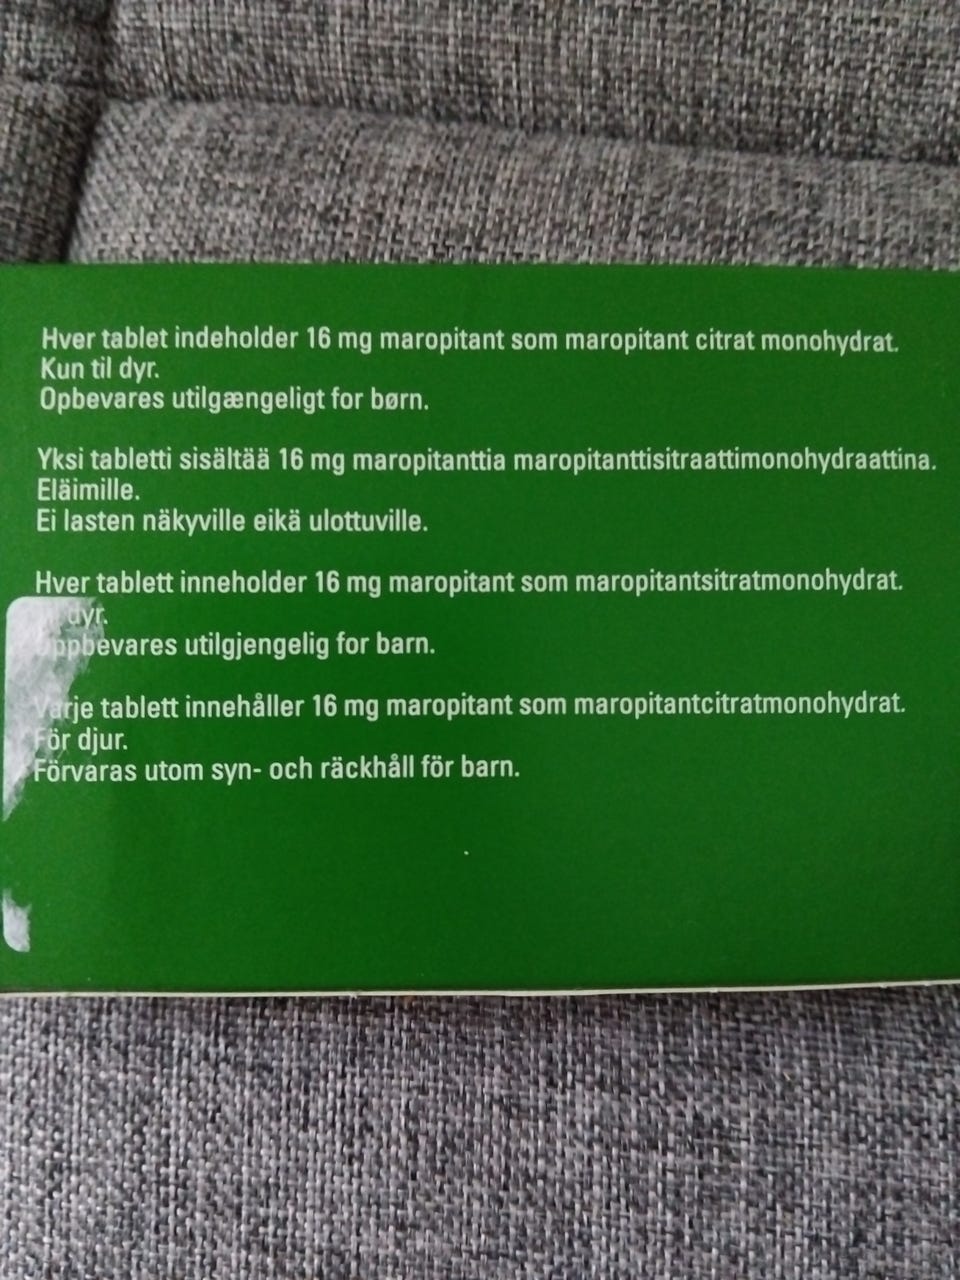 Hver tablet indeholder 16 mg maropitant som maropitant citrat monohydrat.
Kun til dyr.
Opbevares utilgængeligt for børn.
Yksi tabletti sisältää 16 mg maropitanttia maropitanttisitraattimonohydraattina.
Eläimille.
Ei lasten näkyville eikä ulottuville.
Hver tablett inneholder 16 mg maropitant som maropitantsitratmonohydrat.
dyr.
Oppbevares utilgjengelig for barn.
Varje tablett innehåller 16 mg maropitant som maropitantcitratmonohydrat.
För djur.
Förvaras utom syn- och räckhåll för barn.